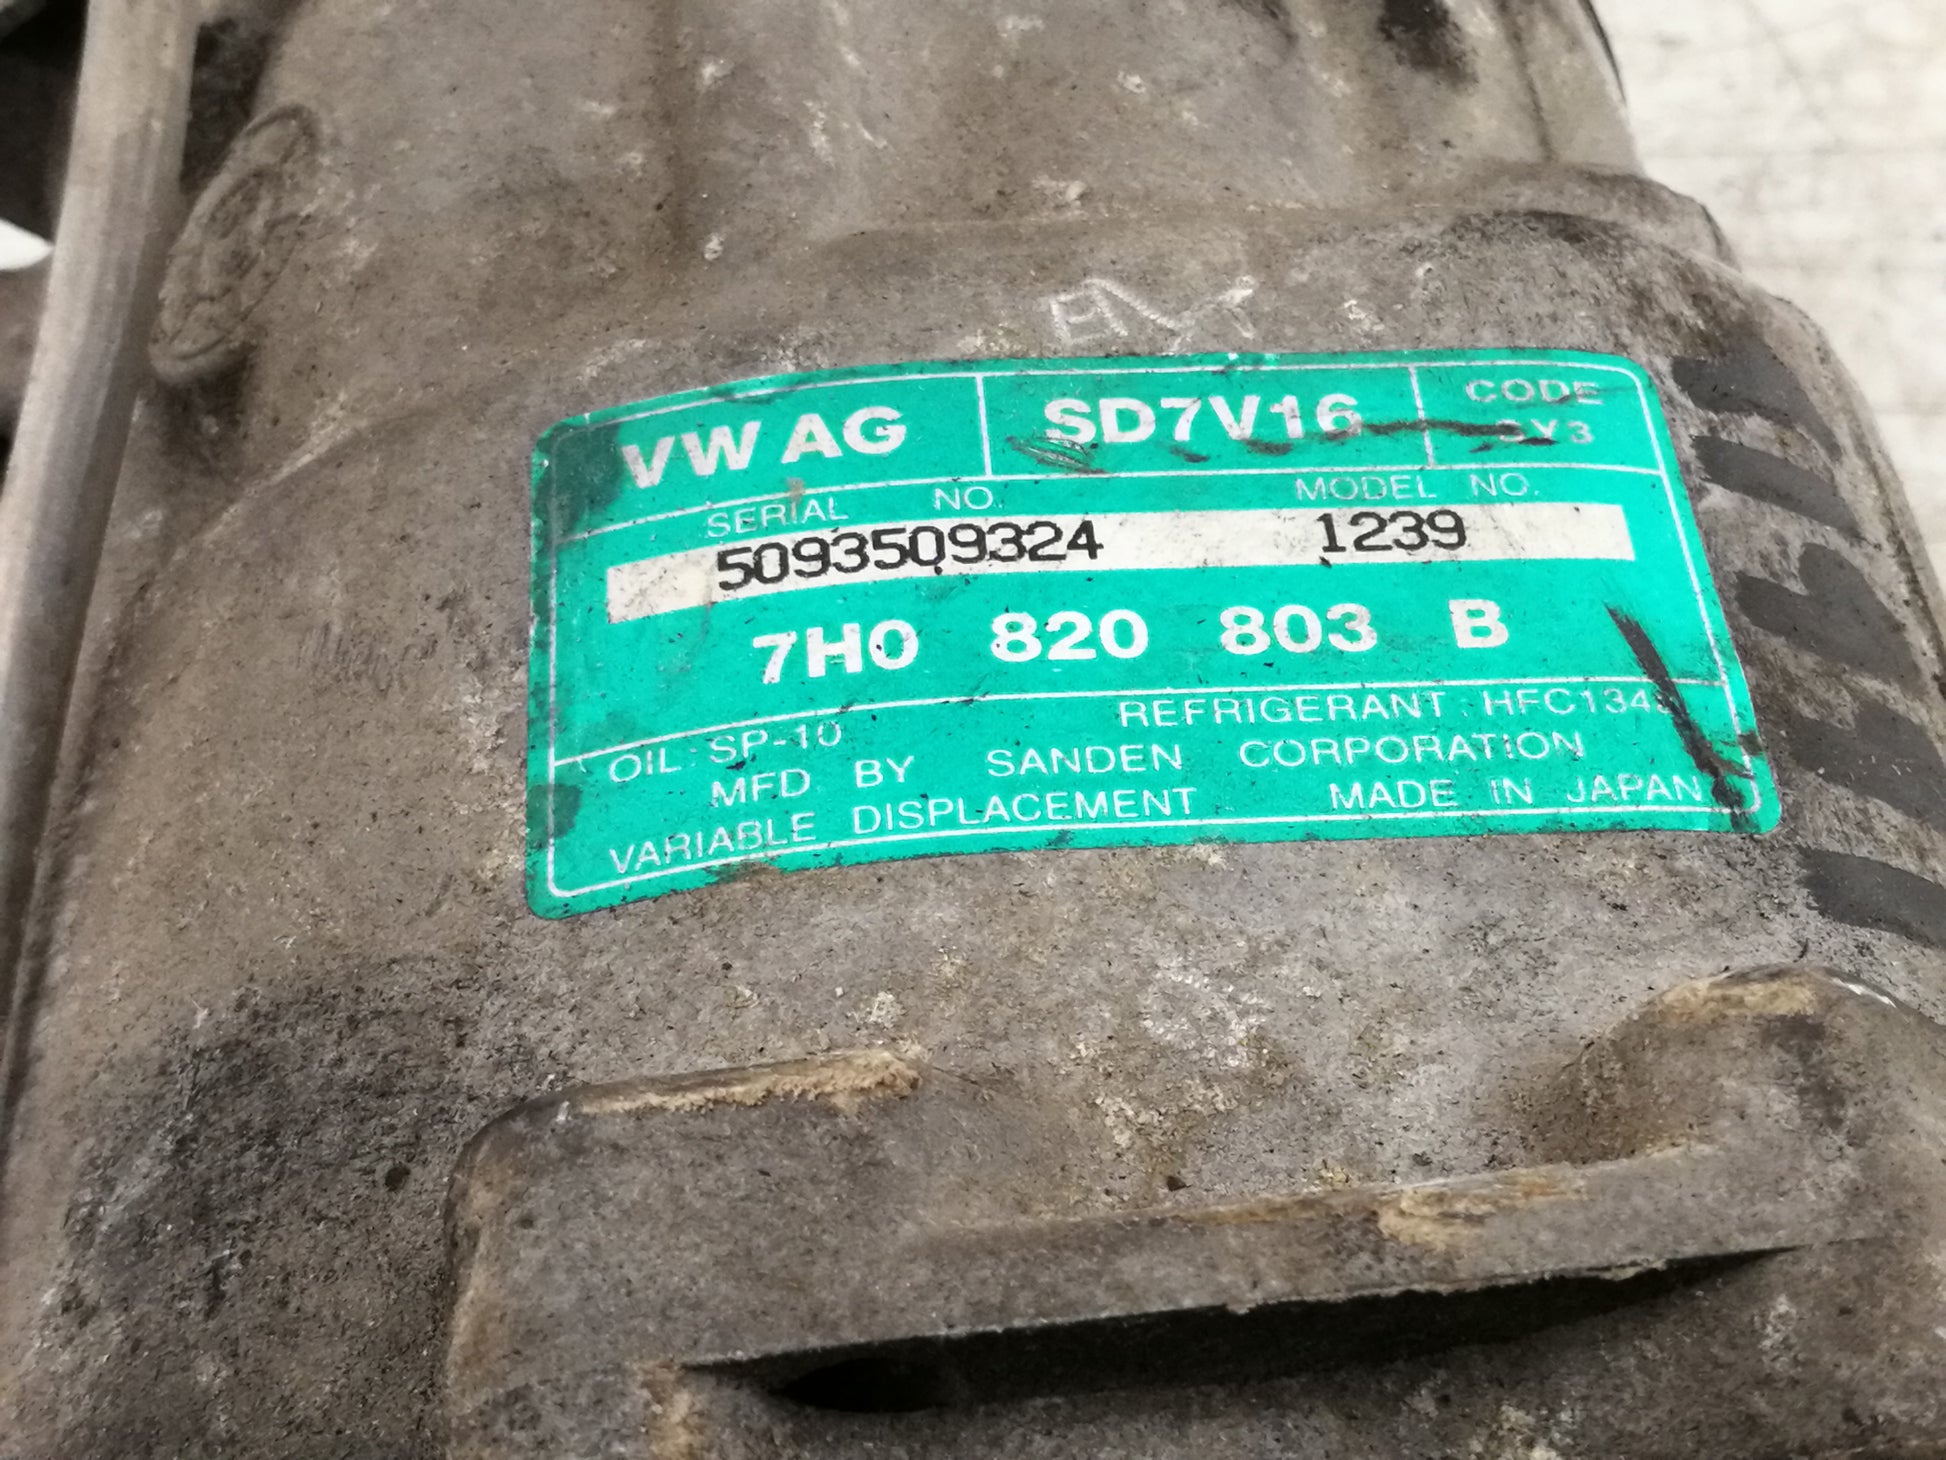 VW AG SD7V16 CODE
SERIAL NO. MODEL NO.
5093509324 1239
7H0 820 803 B
OIL: SP-10 REFRIGERANT: HFC134
MFD BY SANDEN CORPORATION
VARIABLE DISPLACEMENT MADE IN JAPAN